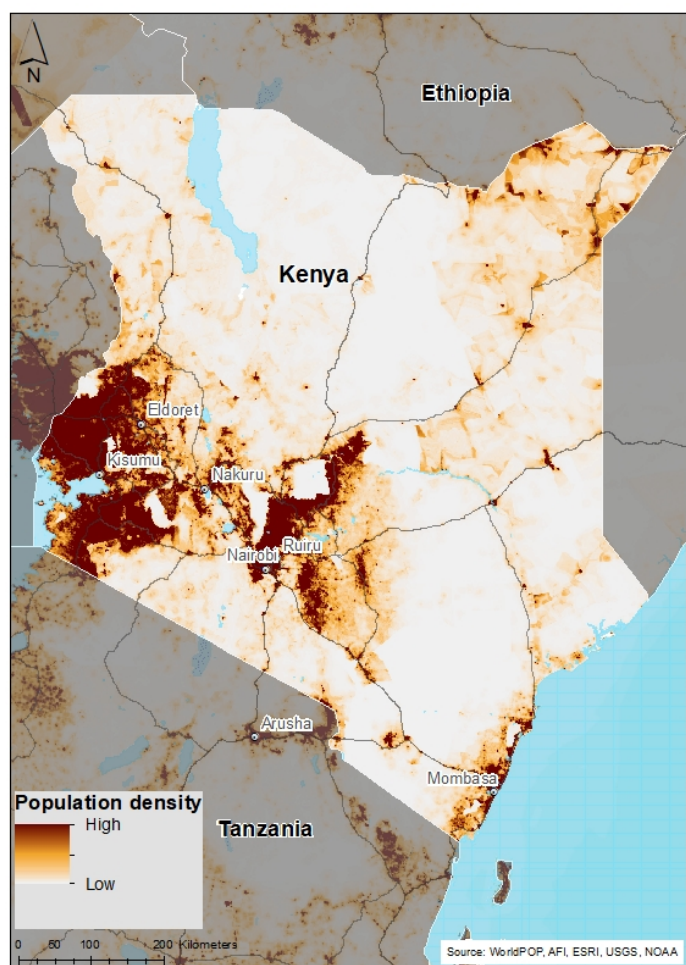 N
Ethiopia
Kenya
Eldoret
Kisumu
Nakuru
Ruiru
Nairobi
Arusha
Mombasa
Population density
High
Low
Tanzania
0 50 100 200 Kilometers
Source: WorldPOP, AFI, ESRI, USGS, NOAA